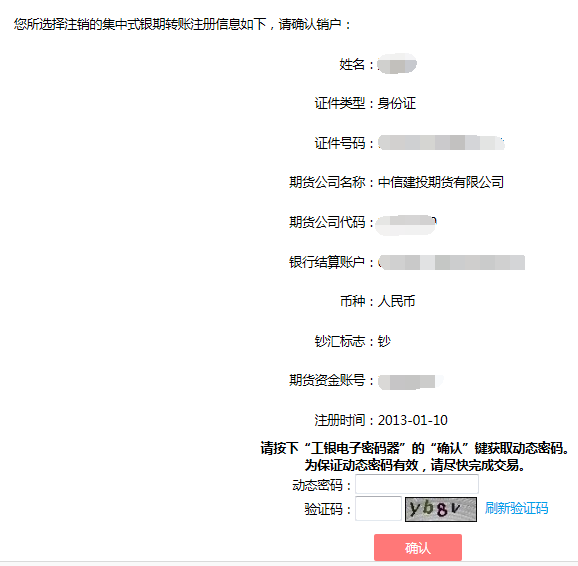 您所选择注销的集中式银期转账注册信息如下，请确认销户：
姓名：
证件类型：身份证
证件号码：
期货公司名称：中信建投期货有限公司
期货公司代码：
银行结算账户：
币种：人民币
钞汇标志：钞
期货资金账号：
注册时间：2013-01-10
请按下“工银电子密码器”的“确认”键获取动态密码。
为保证动态密码有效，请尽快完成交易。
动态密码：
验证码：yb8v 刷新验证码
确认